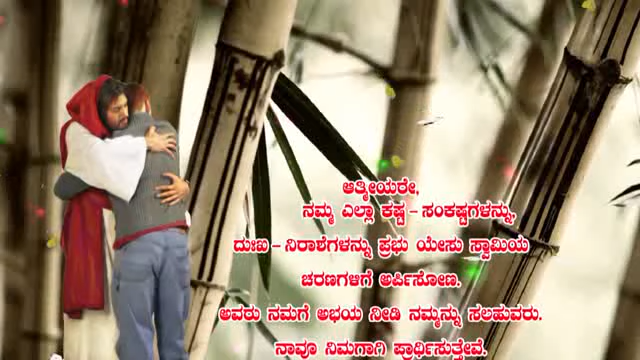 ಆತ್ಮೀಯರೇ,
ನಮ್ಮ ಎಲ್ಲಾ ಕಷ್ಟ - ಸಂಕಷ್ಟಗಳನ್ನು,
ದುಃಖ - ನಿರಾಶೆಗಳನ್ನು ಪ್ರಭು ಯೇಸು ಸ್ವಾಮಿಯ
ಚರಣಗಳಿಗೆ ಅರ್ಪಿಸೋಣ.
ಅವರು ನಮಗೆ ಅಭಯ ನೀಡಿ ನಮ್ಮನ್ನು ಸಲಹುವರು.
ನಾವೂ ನಿಮಗಾಗಿ ಪ್ರಾರ್ಥಿಸುತ್ತೇವೆ.